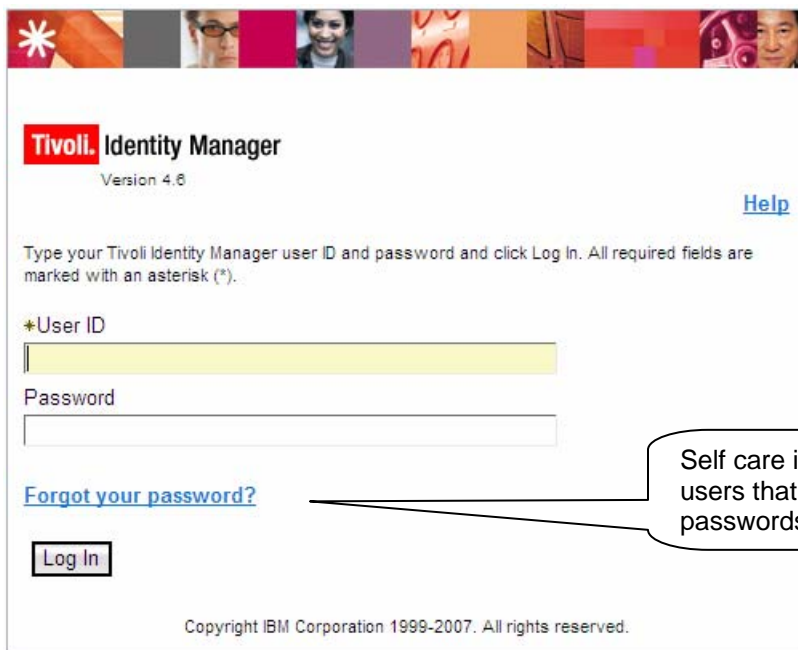 Tivoli. Identity Manager
Version 4.6
Help
Type your Tivoli Identity Manager user ID and password and click Log In. All required fields are
marked with an asterisk (*).
*User ID
Password
Self care i
users that
passwords
Forgot your password?
Log In
Copyright IBM Corporation 1999-2007. All rights reserved.